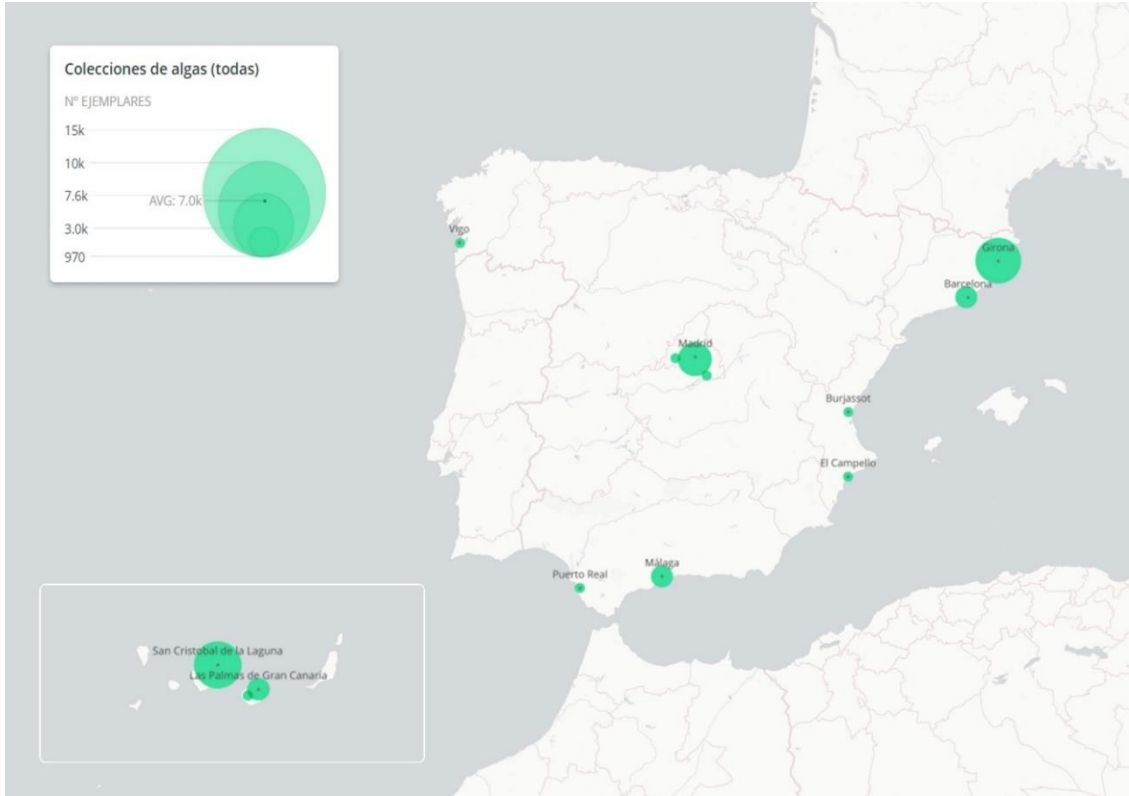 Colecciones de algas (todas)
Nº EJEMPLARES
15k
10k
7.6k
AVG: 7.0k
3.0k
970
Vigo
Girona
Barcelona
Madrid
Burjassot
El Campello
Málaga
Puerto Real
San Cristobal de la Laguna
Las Palmas de Gran Canaria